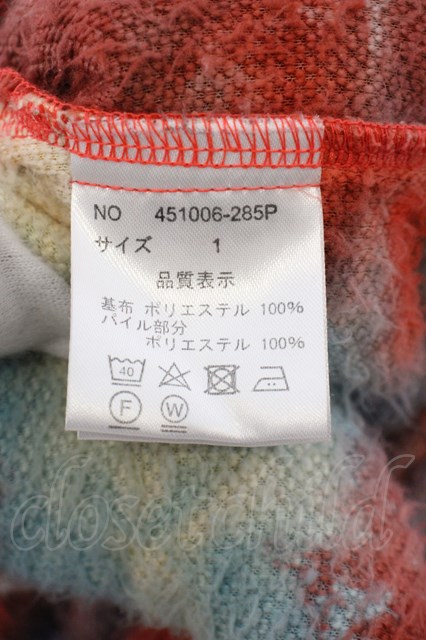 NO 451006-285P
サイズ 1
品質表示
基布 ポリエステル 100%
パイル部分
ポリエステル 100%
40
F W
closet child